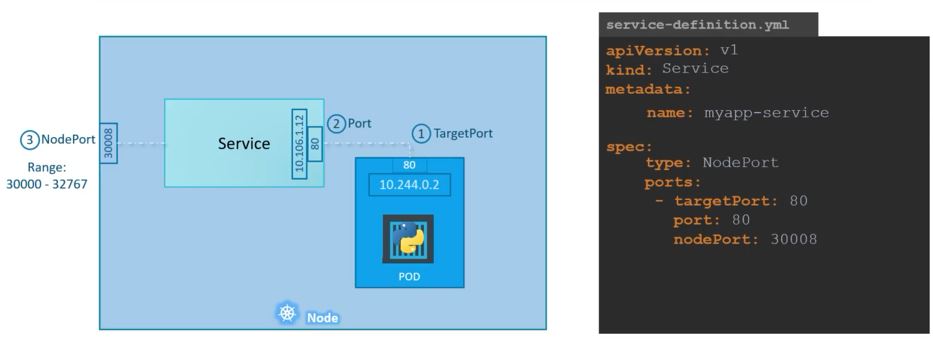 3 NodePort
Range:
30000 - 32767
30008
Service
10.106.1.12
80
2 Port
1 TargetPort
80
10.244.0.2
POD
Node
service-definition.yml
apiVersion: v1
kind: Service
metadata:
name: myapp-service
spec:
type: NodePort
ports:
- targetPort: 80
port: 80
nodePort: 30008